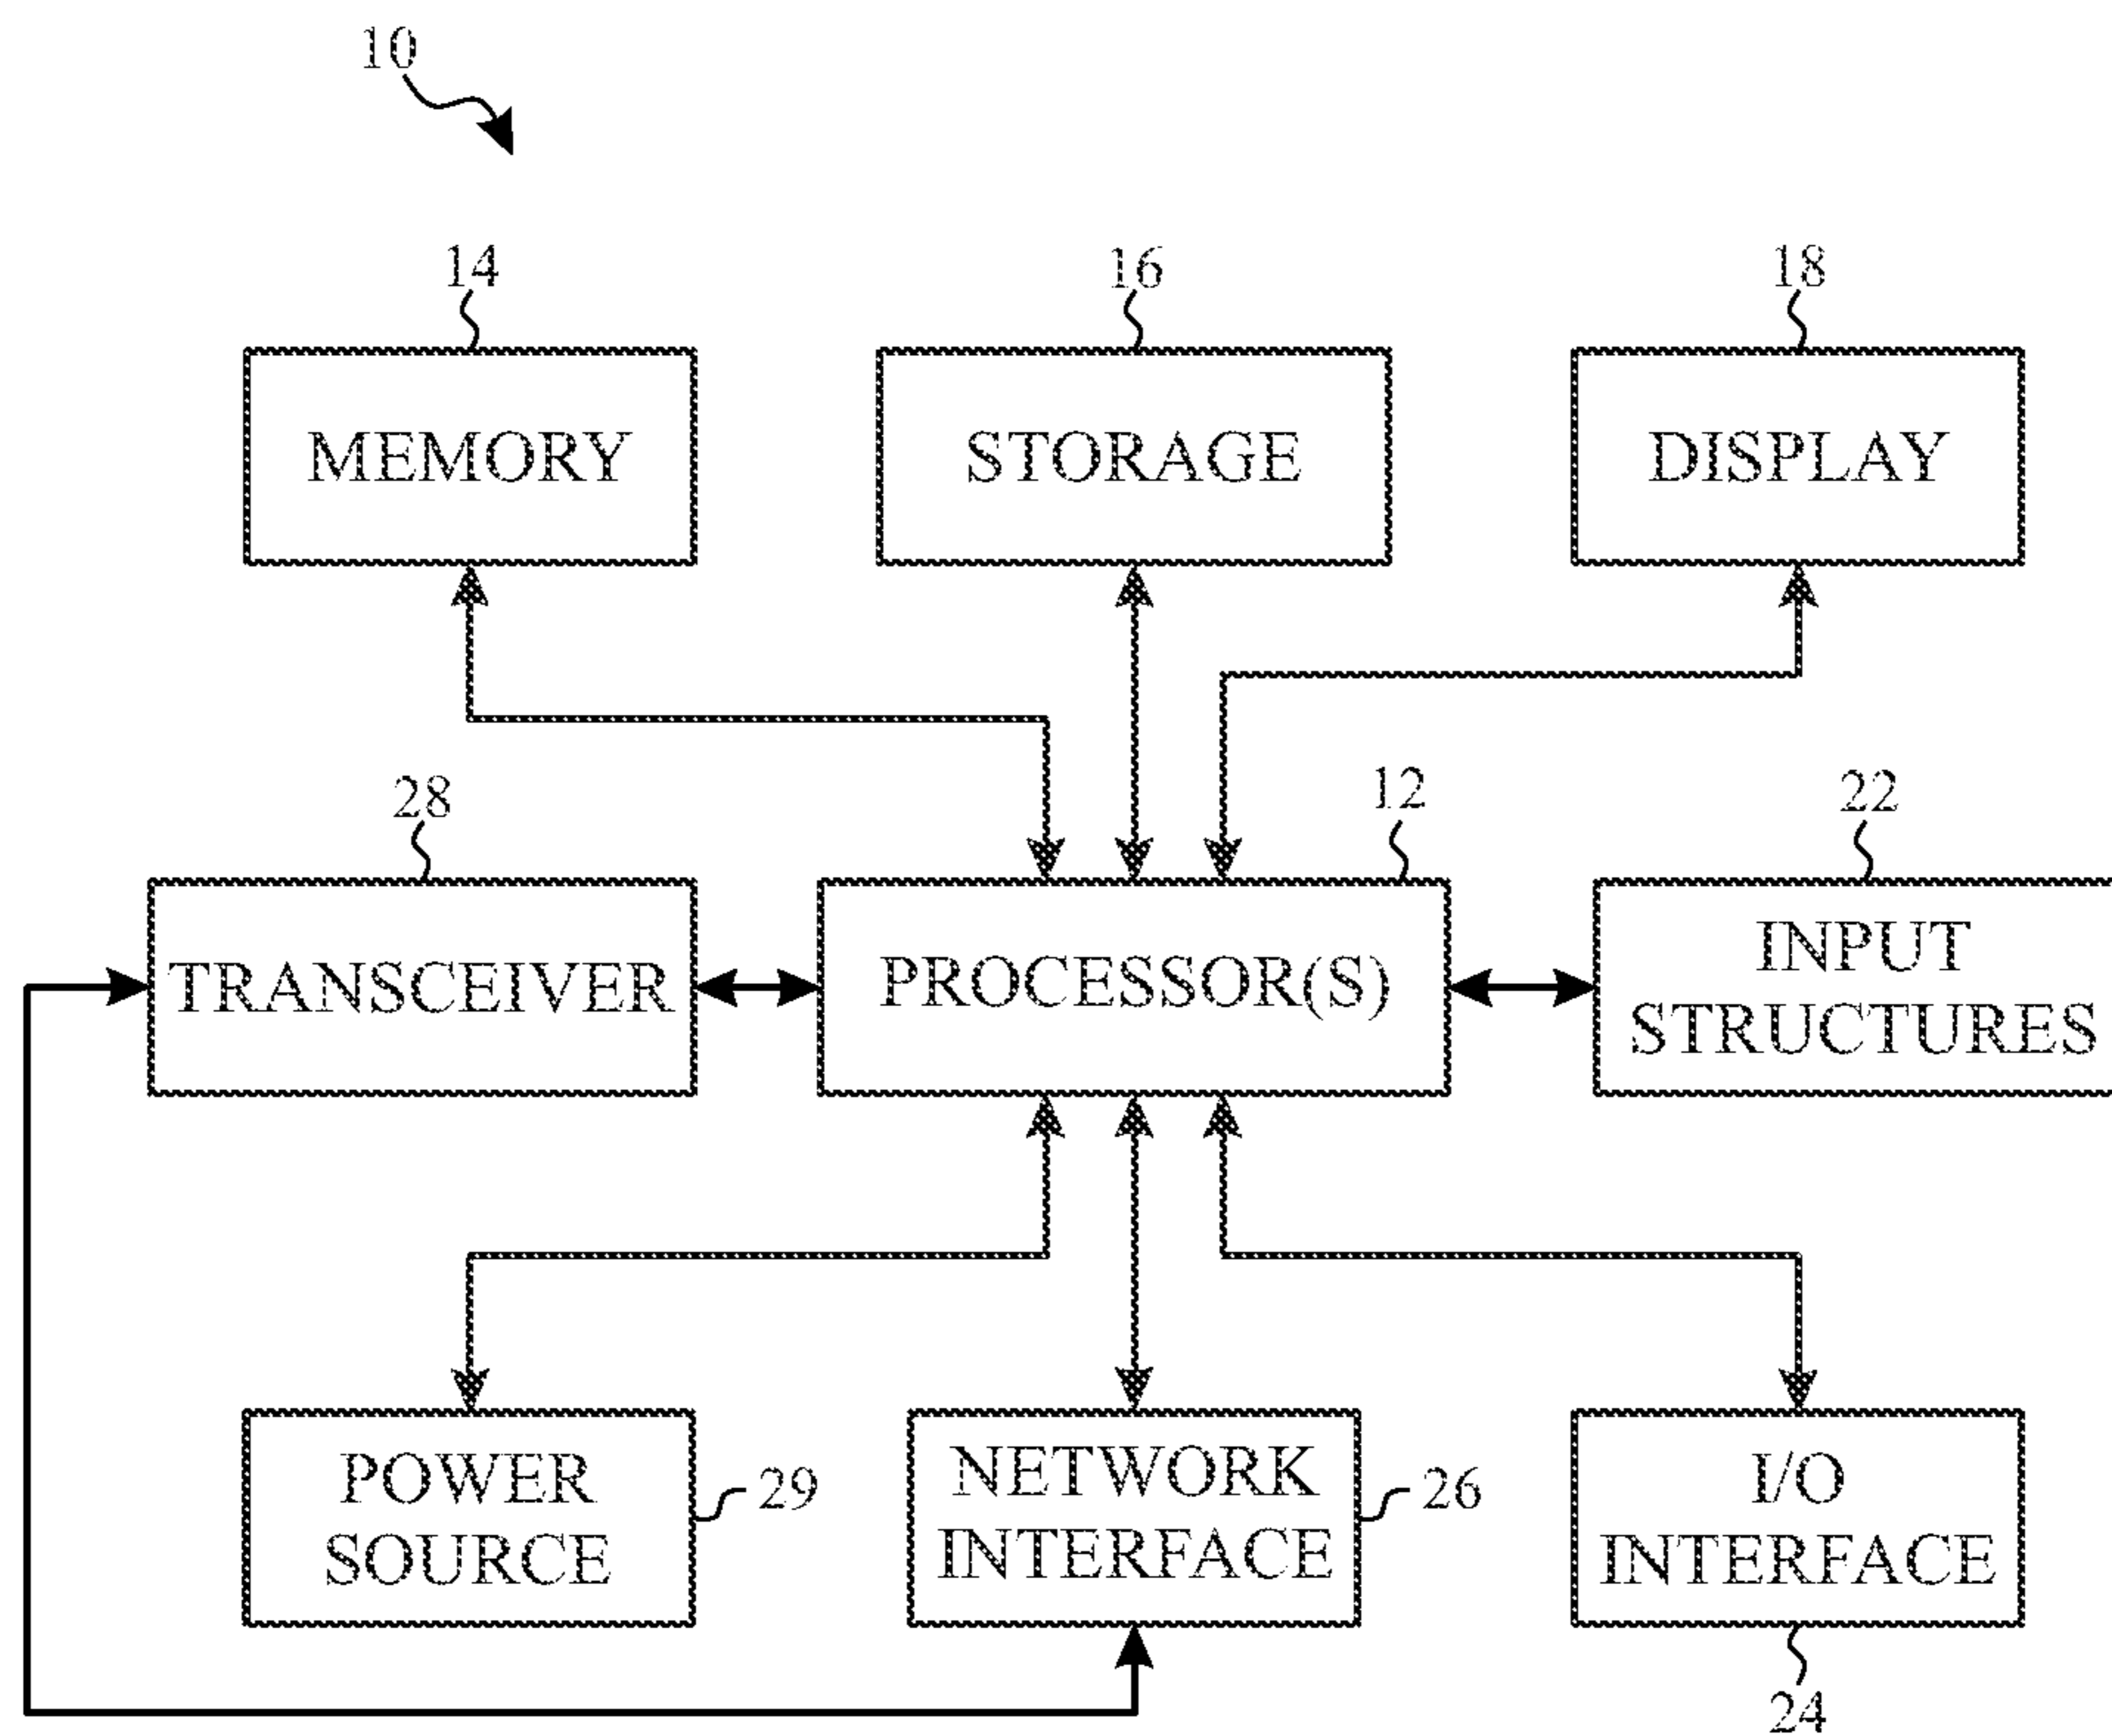 10
14
16
18
MEMORY
STORAGE
DISPLAY
28
12
22
TRANSCEIVER
PROCESSOR(S)
INPUT
STRUCTURES
POWER
SOURCE
29
NETWORK
INTERFACE
26
I/O
INTERFACE
24